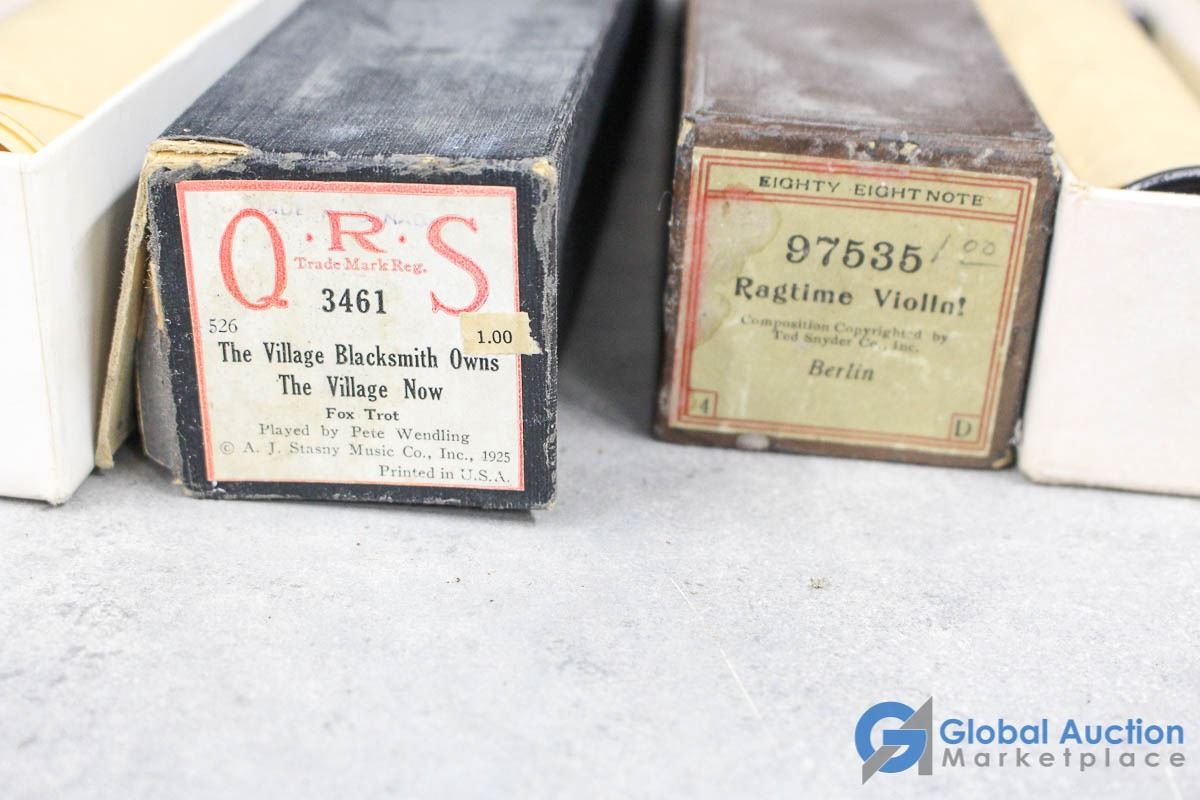 Q·R·S
Trade Mark Reg.
3461
526
1.00
The Village Blacksmith Owns
The Village Now
Fox Trot
Played by Pete Wendling
© A. J. Stasny Music Co., Inc., 1925
Printed in U.S.A.
EIGHTY EIGHT NOTE
97535
1.00
Ragtime Violin!
Composition Copyrighted by
Ted Snyder Co., Inc.
Berlin
4
D
Global Auction
Marketplace